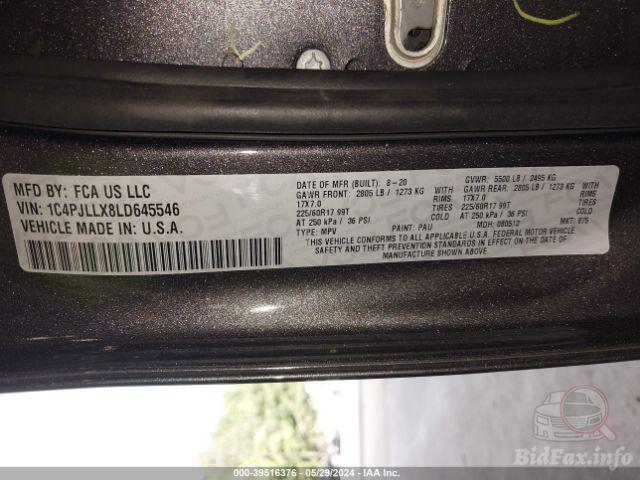 MFD BY: FCA US LLC
VIN: 1C4PJLLX8LD645546
VEHICLE MADE IN: U.S.A.
DATE OF MFR (BUILT): 8-20
GVWR: 5500 LB / 2495 KG
GAWR FRONT: 2805 LB / 1273 KG WITH
GAWR REAR: 2805 LB / 1273 KG WITH
17X7.0 RIMS
17X7.0 RIMS
225/60R17 99T TIRES
225/60R17 99T TIRES
AT 250 kPa / 36 PSI
AT 250 kPa / 36 PSI
TYPE: MPV
PAINT: PAU
MDH: 080512
MKT: 875
THIS VEHICLE CONFORMS TO ALL APPLICABLE U.S.A. FEDERAL MOTOR VEHICLE
SAFETY AND THEFT PREVENTION STANDARDS IN EFFECT ON THE DATE OF
MANUFACTURE SHOWN ABOVE.
BidFax.info
000-39516376 - 05/29/2024 - IAA Inc.